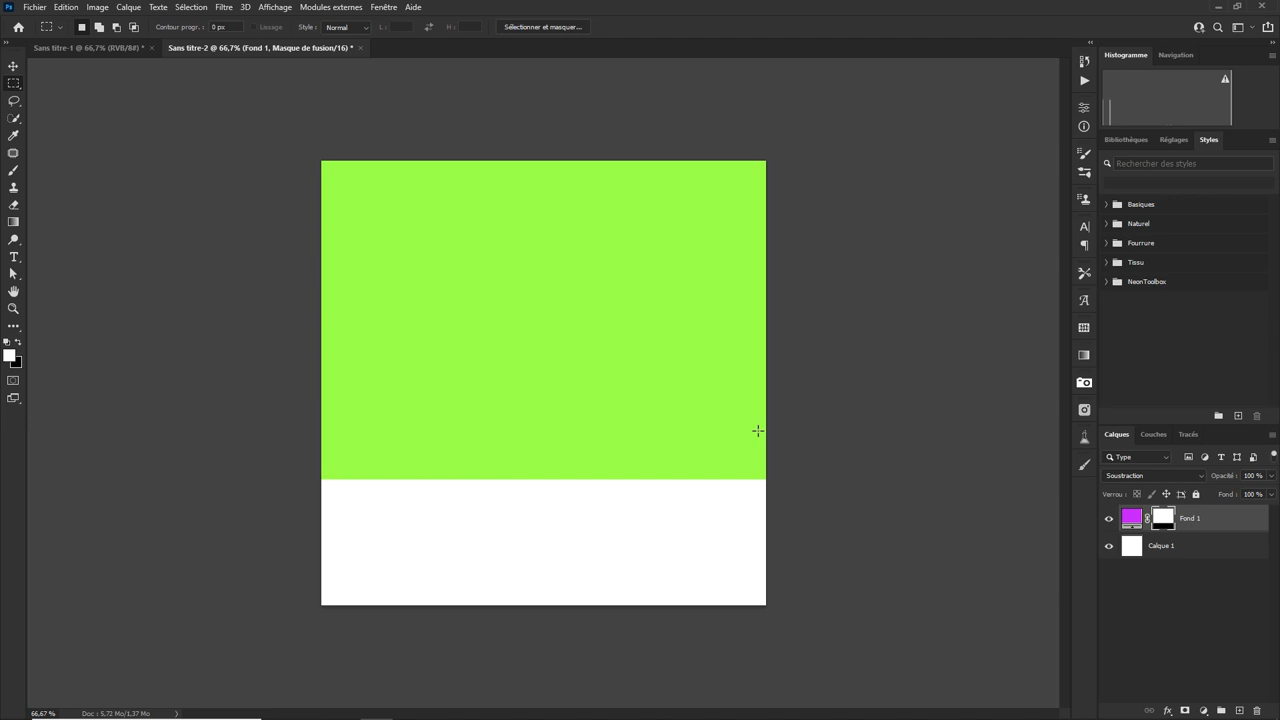 Ps Fichier Edition Image Calque Texte Sélection Filtre 3D Affichage Modules externes Fenêtre Aide
Contour progr. : 0 px Lissage Style : Normal L : H : Sélectionner et masquer...
Sans titre-1 @ 66,7% (RVB/8#) * × Sans titre-2 @ 66,7% (Fond 1, Masque de fusion/16) * ×
Histogramme Navigation
Bibliothèques Réglages Styles
Rechercher des styles
Basiques
Naturel
Fourrure
Tissu
NeonToolbox
Calques Couches Tracés
Type
Soustraction Opacité : 100 %
Verrou : Fond : 100 %
Fond 1
Calque 1
66,67 % Doc : 5,72 Mo/1,37 Mo